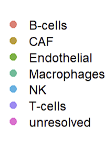 B-cells
CAF
Endothelial
Macrophages
NK
T-cells
unresolved